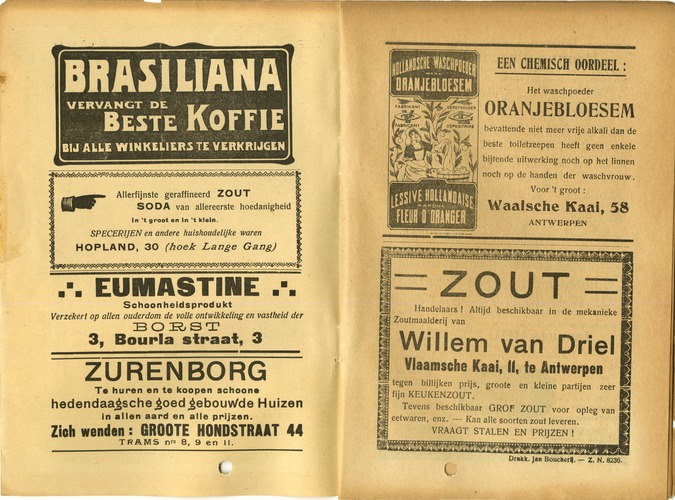 BRASILIANA
VERVANGT DE
BESTE KOFFIE
BIJ ALLE WINKELIERS TE VERKRIJGEN
Allerfijnste geraffineerd ZOUT
SODA van allereerste hoedanigheid
In 't groot en in 't klein.
SPECERIJEN en andere huishoudelijke waren
HOPLAND, 30 (hoek Lange Gang)
EUMASTINE
Schoonheidsprodukt
Verzekert op allen ouderdom de volle ontwikkeling en vastheid der
BORST
3, Bourla straat, 3
ZURENBORG
Te huren en te koopen schoone
hedendaagsche goed gebouwde Huizen
in allen aard en alle prijzen.
Zich wenden : GROOTE HONDSTRAAT 44
TRAMS nrs 8, 9 en 11.
HOLLANDSCHE WASCHPOEDER
MERK
ORANJEBLOESEM
FABRIKANT
IN
FABRICANT
DEPOTHOUDER
DEPOSITAIRE
LESSIVE HOLLANDAISE
MARQUE
FLEUR D'ORANGER
EEN CHEMISCH OORDEEL :
Het waschpoeder
ORANJEBLOESEM
bevattende niet meer vrije alkali dan de
beste toiletzeepen heeft geen enkele
bijtende uitwerking noch op het linnen
noch op de handen der waschvrouw.
Voor 't groot :
Waalsche Kaai, 58
ANTWERPEN
= ZOUT =
Handelaars ! Altijd beschikbaar in de mekanieke
Zoutmaalderij van
Willem van Driel
Vlaamsche Kaai, 11, te Antwerpen
tegen billijken prijs, groote en kleine partijen zeer
fijn KEUKENZOUT.
Tevens beschikbaar GROF ZOUT voor opleg van
eetwaren, enz. — Kan alle soorten zout leveren.
VRAAGT STALEN EN PRIJZEN !
Drukk. Jan Boucherij. — Z. N. 8236.